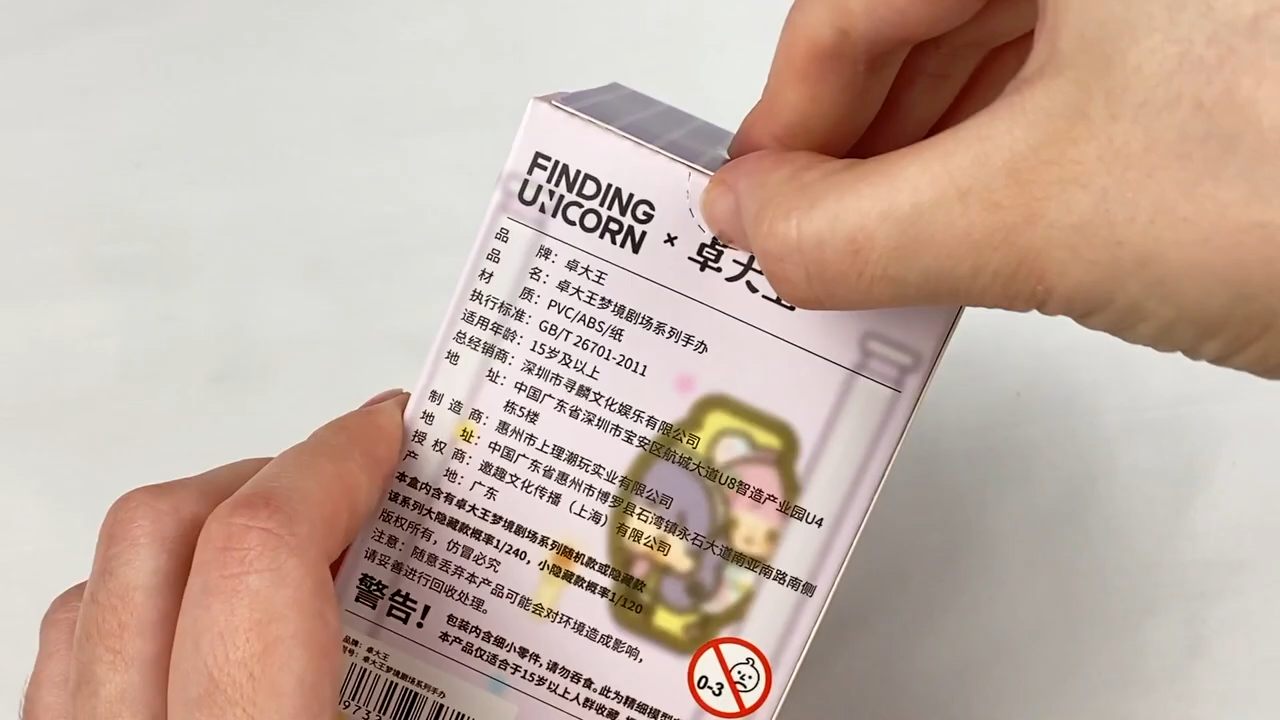 FINDING
UNICORN × 卓大王
品 牌：卓大王
品 名：卓大王梦境剧场系列手办
材 质：PVC/ABS/纸
执行标准：GB/T 26701-2011
适用年龄：15岁及以上
总经销商：深圳市寻麟文化娱乐有限公司
地 址：中国广东省深圳市宝安区航城大道U8智造产业园U4
栋5楼
制 造 商：惠州市上理潮玩实业有限公司
地 址：中国广东省惠州市博罗县石湾镇永石大道南亚南路南侧
授 权 商：邀趣文化传播（上海）有限公司
产 地：广东
本盒内含有卓大王梦境剧场系列随机款或隐藏款
该系列大隐藏款概率1/240，小隐藏款概率1/120
版权所有，仿冒必究
注意：随意丢弃本产品可能会对环境造成影响，
请妥善进行回收处理。
警告！
包装内含细小零件，请勿吞食。此为精细模型
本产品仅适合于15岁以上人群收藏，
0-3
品牌：卓大王
型号：卓大王梦境剧场系列手办